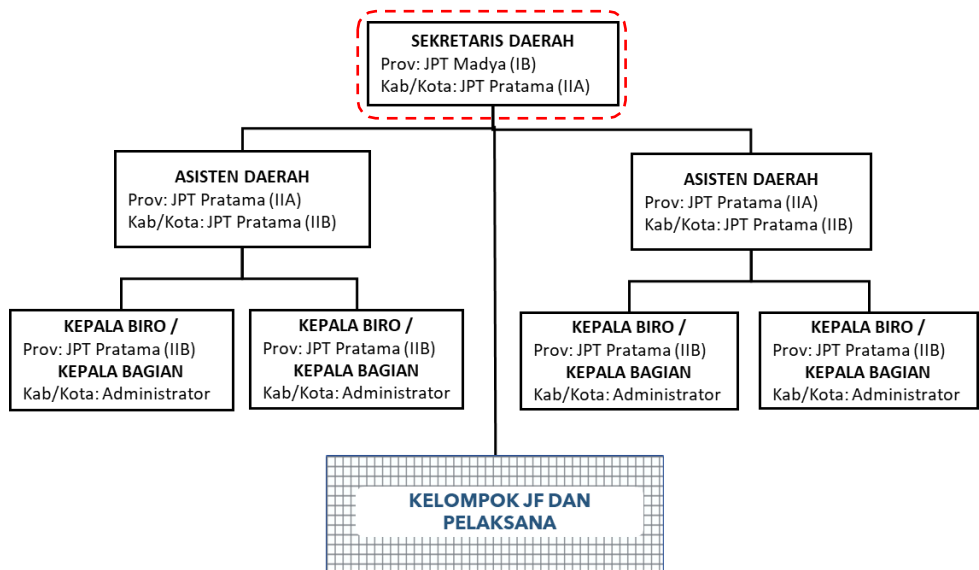 SEKRETARIS DAERAH
Prov: JPT Madya (IB)
Kab/Kota: JPT Pratama (IIA)
ASISTEN DAERAH
Prov: JPT Pratama (IIA)
Kab/Kota: JPT Pratama (IIB)
ASISTEN DAERAH
Prov: JPT Pratama (IIA)
Kab/Kota: JPT Pratama (IIB)
KEPALA BIRO /
Prov: JPT Pratama (IIB)
KEPALA BAGIAN
Kab/Kota: Administrator
KEPALA BIRO /
Prov: JPT Pratama (IIB)
KEPALA BAGIAN
Kab/Kota: Administrator
KEPALA BIRO /
Prov: JPT Pratama (IIB)
KEPALA BAGIAN
Kab/Kota: Administrator
KEPALA BIRO /
Prov: JPT Pratama (IIB)
KEPALA BAGIAN
Kab/Kota: Administrator
KELOMPOK JF DAN
PELAKSANA